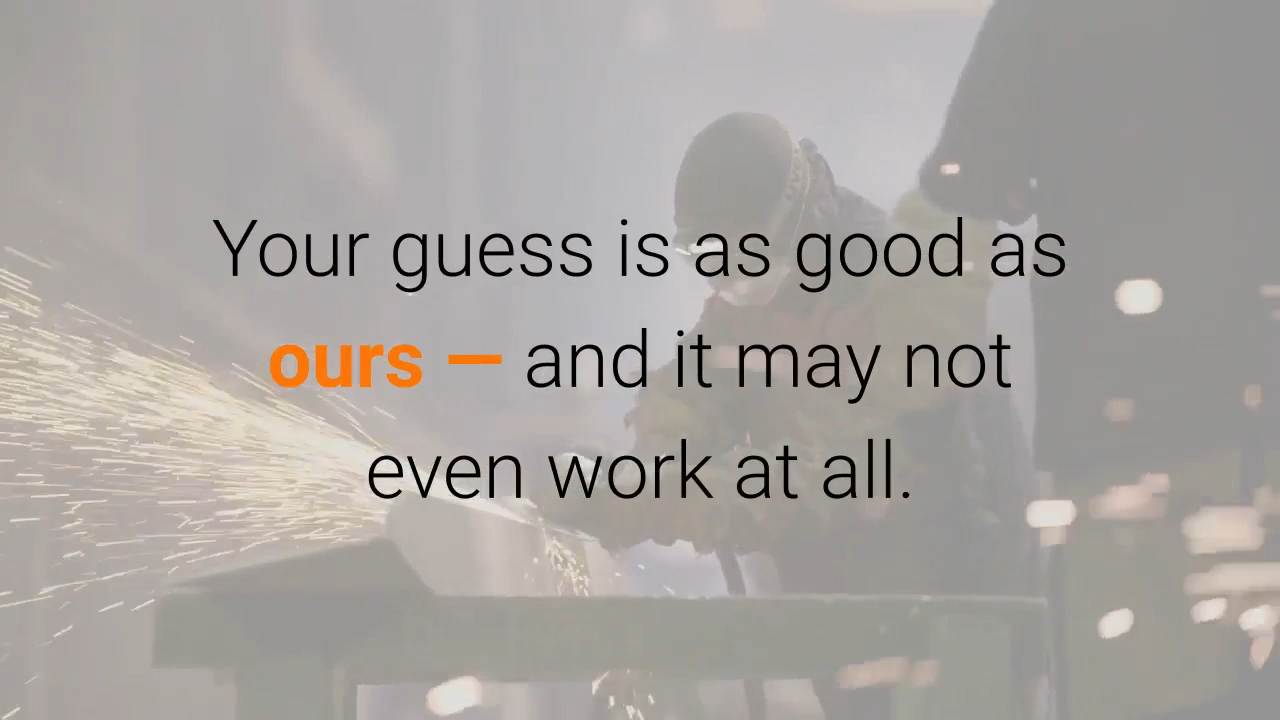 Your guess is as good as
ours — and it may not
even work at all.